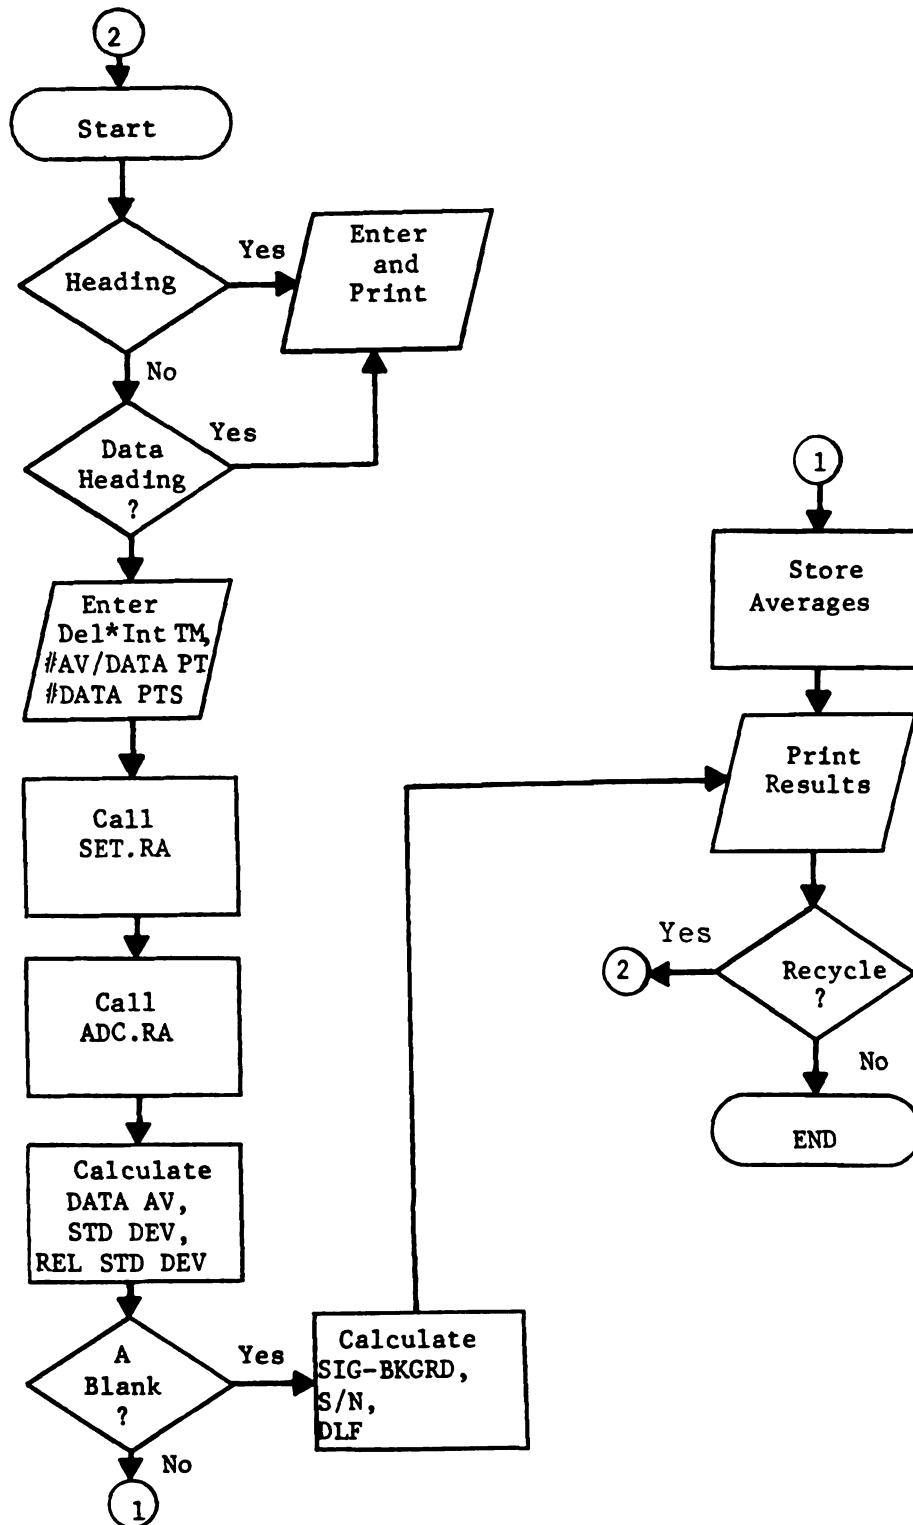 2
Start
Heading
Yes
Enter
and
Print
No
Data
Heading
?
Yes
Enter
Del*Int TM,
#AV/DATA PT
#DATA PTS
Call
SET.RA
Call
ADC.RA
Calculate
DATA AV,
STD DEV,
REL STD DEV
A
Blank
?
Yes
Calculate
SIG-BKGRD,
S/N,
DLF
No
1
1
Store
Averages
Print
Results
Recycle
?
Yes
2
No
END